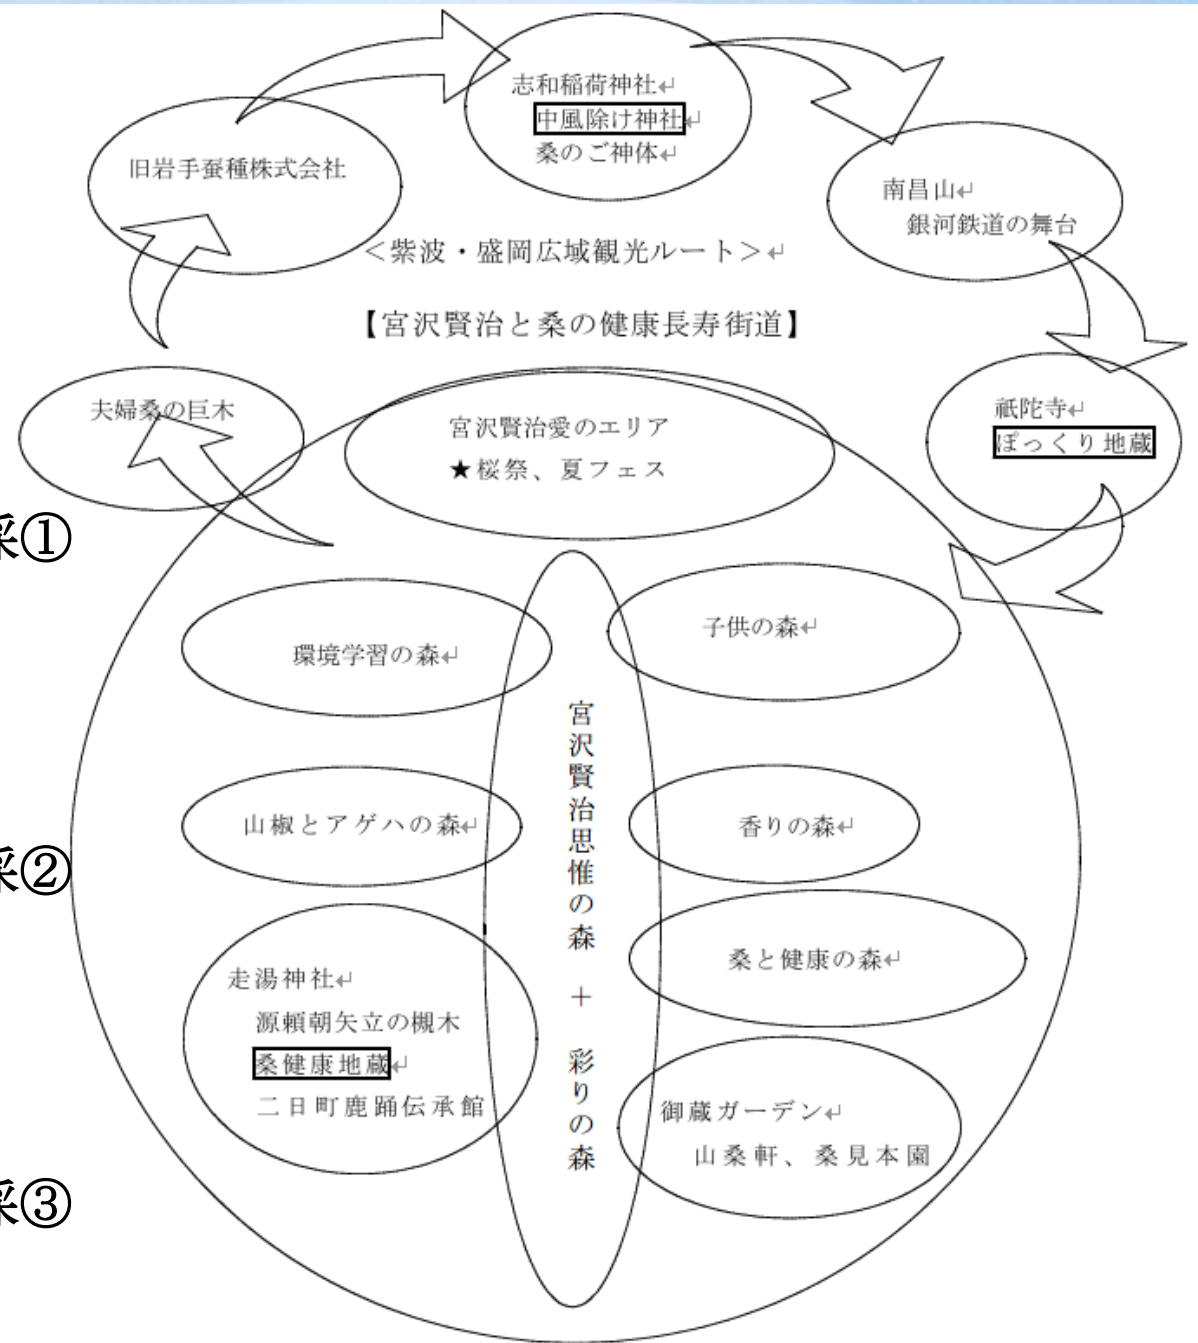 志和稲荷神社↵
中風除け神社↵
桑のご神体↵
旧岩手蚕種株式会社
南昌山↵
銀河鉄道の舞台
＜紫波・盛岡広域観光ルート＞↵
【宮沢賢治と桑の健康長寿街道】
夫婦桑の巨木
宮沢賢治愛のエリア
★桜祭、夏フェス
祇陀寺↵
ぽっくり地蔵
採①
環境学習の森↵
子供の森↵
宮沢賢治思惟の森　＋　彩りの森
山椒とアゲハの森↵
香りの森↵
採②
走湯神社↵
源頼朝矢立の槻木
桑健康地蔵↵
二日町鹿踊伝承館
桑と健康の森↵
御蔵ガーデン↵
山桑軒、桑見本園
採③